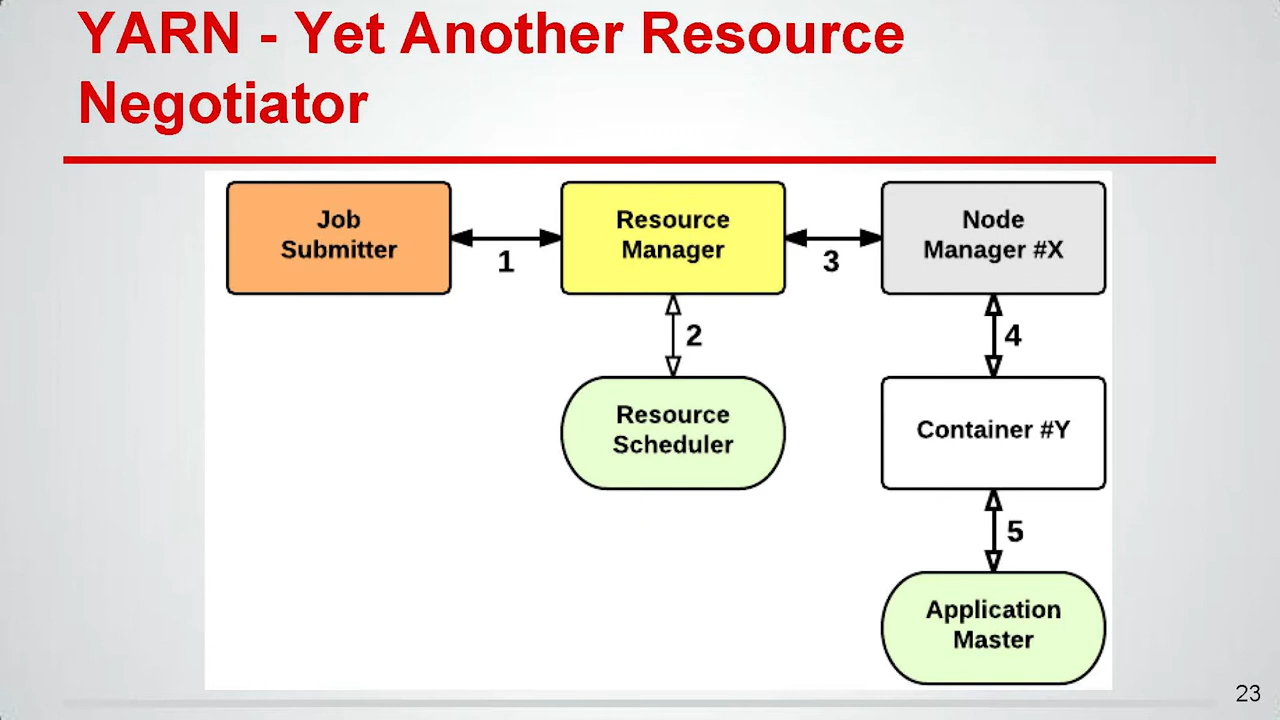 YARN - Yet Another Resource
Negotiator
Job
Submitter
1
Resource
Manager
3
Node
Manager #X
2
4
Resource
Scheduler
Container #Y
5
Application
Master
23